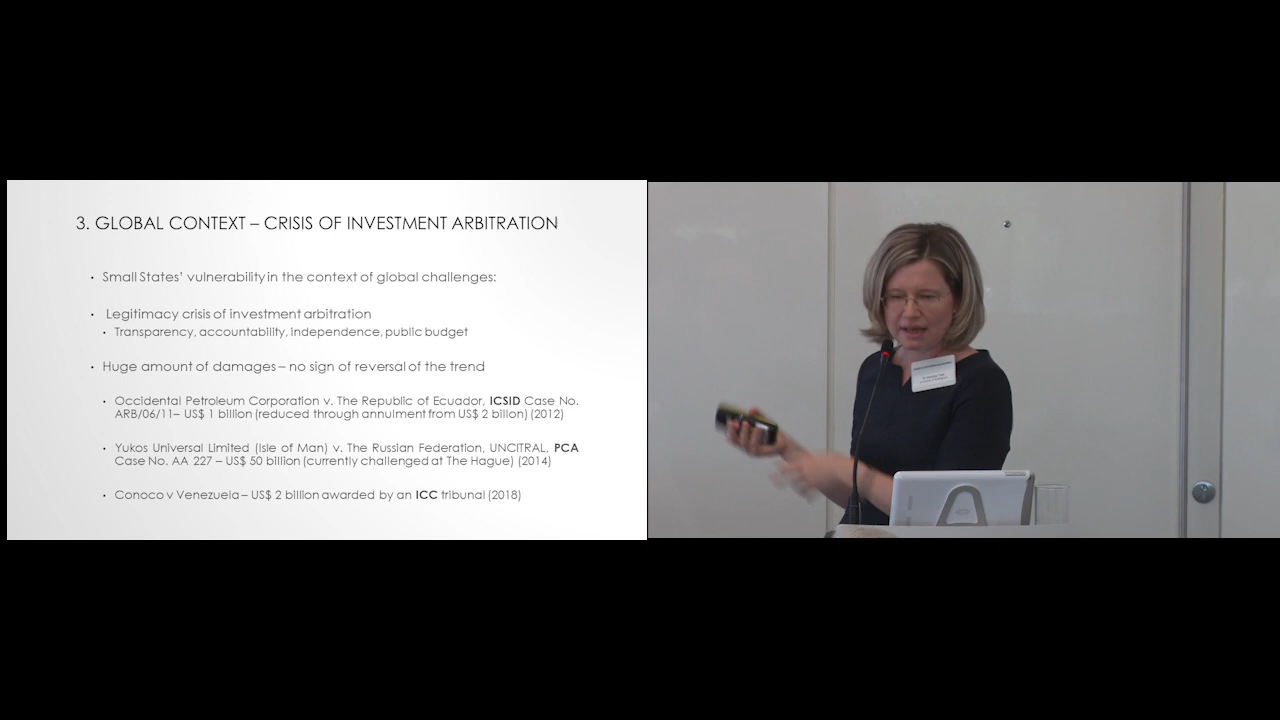 3. GLOBAL CONTEXT – CRISIS OF INVESTMENT ARBITRATION
• Small States' vulnerability in the context of global challenges:
• Legitimacy crisis of investment arbitration
• Transparency, accountability, independence, public budget
• Huge amount of damages – no sign of reversal of the trend
• Occidental Petroleum Corporation v. The Republic of Ecuador, ICSID Case No.
ARB/06/11– US$ 1 billion (reduced through annulment from US$ 2 billon) (2012)
• Yukos Universal Limited (Isle of Man) v. The Russian Federation, UNCITRAL, PCA
Case No. AA 227 – US$ 50 billion (currently challenged at The Hague) (2014)
• Conoco v Venezuela – US$ 2 billion awarded by an ICC tribunal (2018)